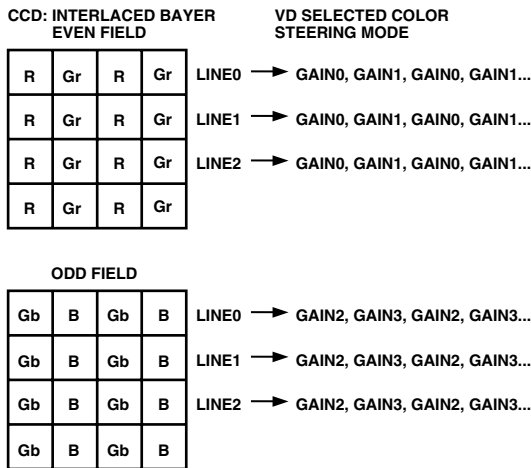 CCD: INTERLACED BAYER
EVEN FIELD
VD SELECTED COLOR
STEERING MODE
R Gr R Gr LINE0 GAIN0, GAIN1, GAIN0, GAIN1...
R Gr R Gr LINE1 GAIN0, GAIN1, GAIN0, GAIN1...
R Gr R Gr LINE2 GAIN0, GAIN1, GAIN0, GAIN1...
R Gr R Gr
ODD FIELD
Gb B Gb B LINE0 GAIN2, GAIN3, GAIN2, GAIN3...
Gb B Gb B LINE1 GAIN2, GAIN3, GAIN2, GAIN3...
Gb B Gb B LINE2 GAIN2, GAIN3, GAIN2, GAIN3...
Gb B Gb B